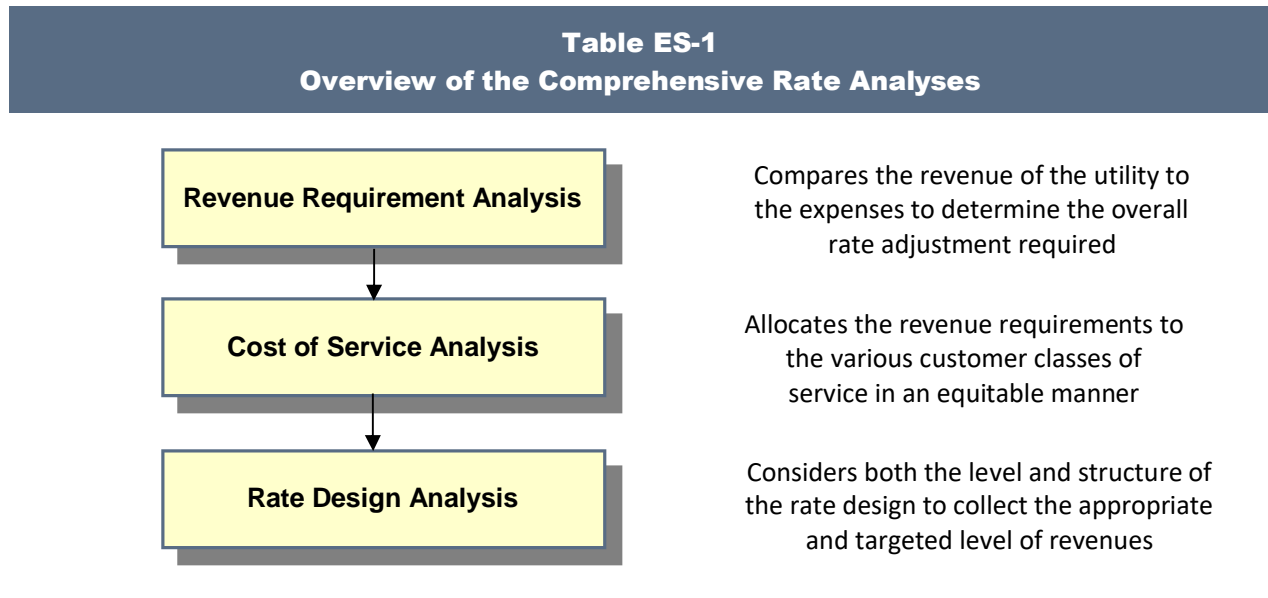 Table ES-1
Overview of the Comprehensive Rate Analyses
Revenue Requirement Analysis
Compares the revenue of the utility to
the expenses to determine the overall
rate adjustment required
Cost of Service Analysis
Allocates the revenue requirements to
the various customer classes of
service in an equitable manner
Rate Design Analysis
Considers both the level and structure of
the rate design to collect the appropriate
and targeted level of revenues